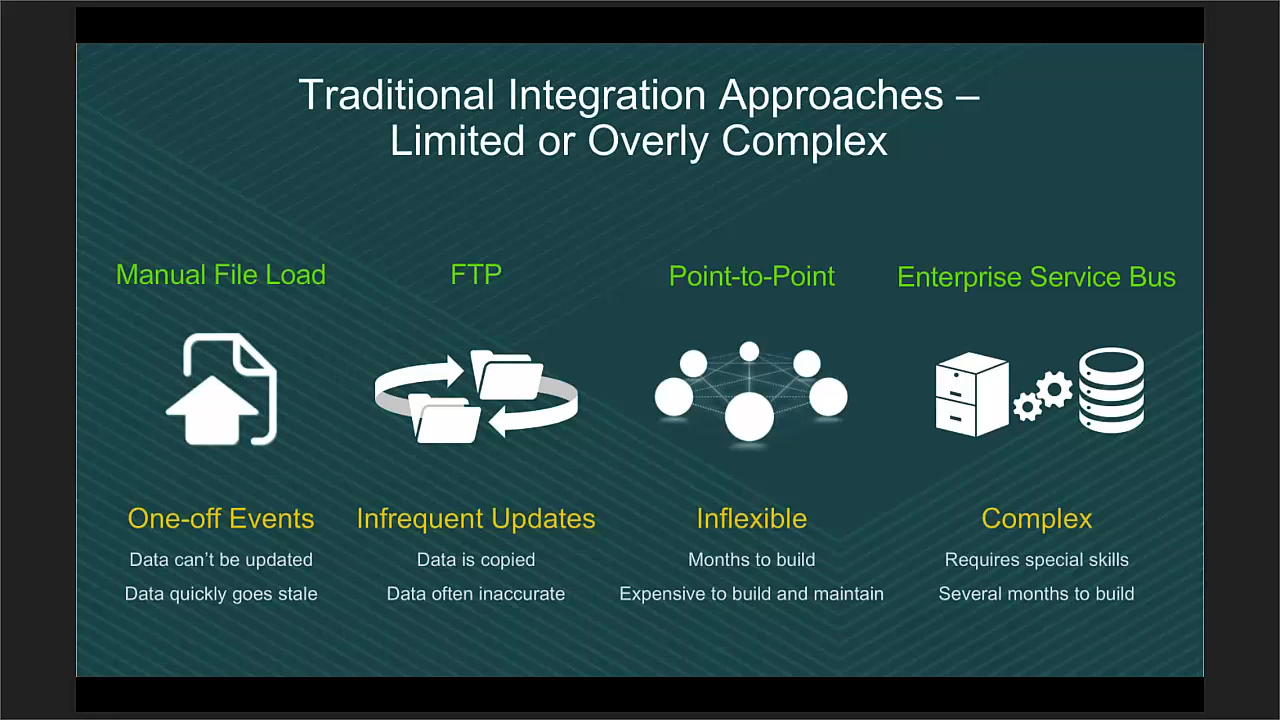 Traditional Integration Approaches –
Limited or Overly Complex
Manual File Load
FTP
Point-to-Point
Enterprise Service Bus
One-off Events
Data can't be updated
Data quickly goes stale
Infrequent Updates
Data is copied
Data often inaccurate
Inflexible
Months to build
Expensive to build and maintain
Complex
Requires special skills
Several months to build